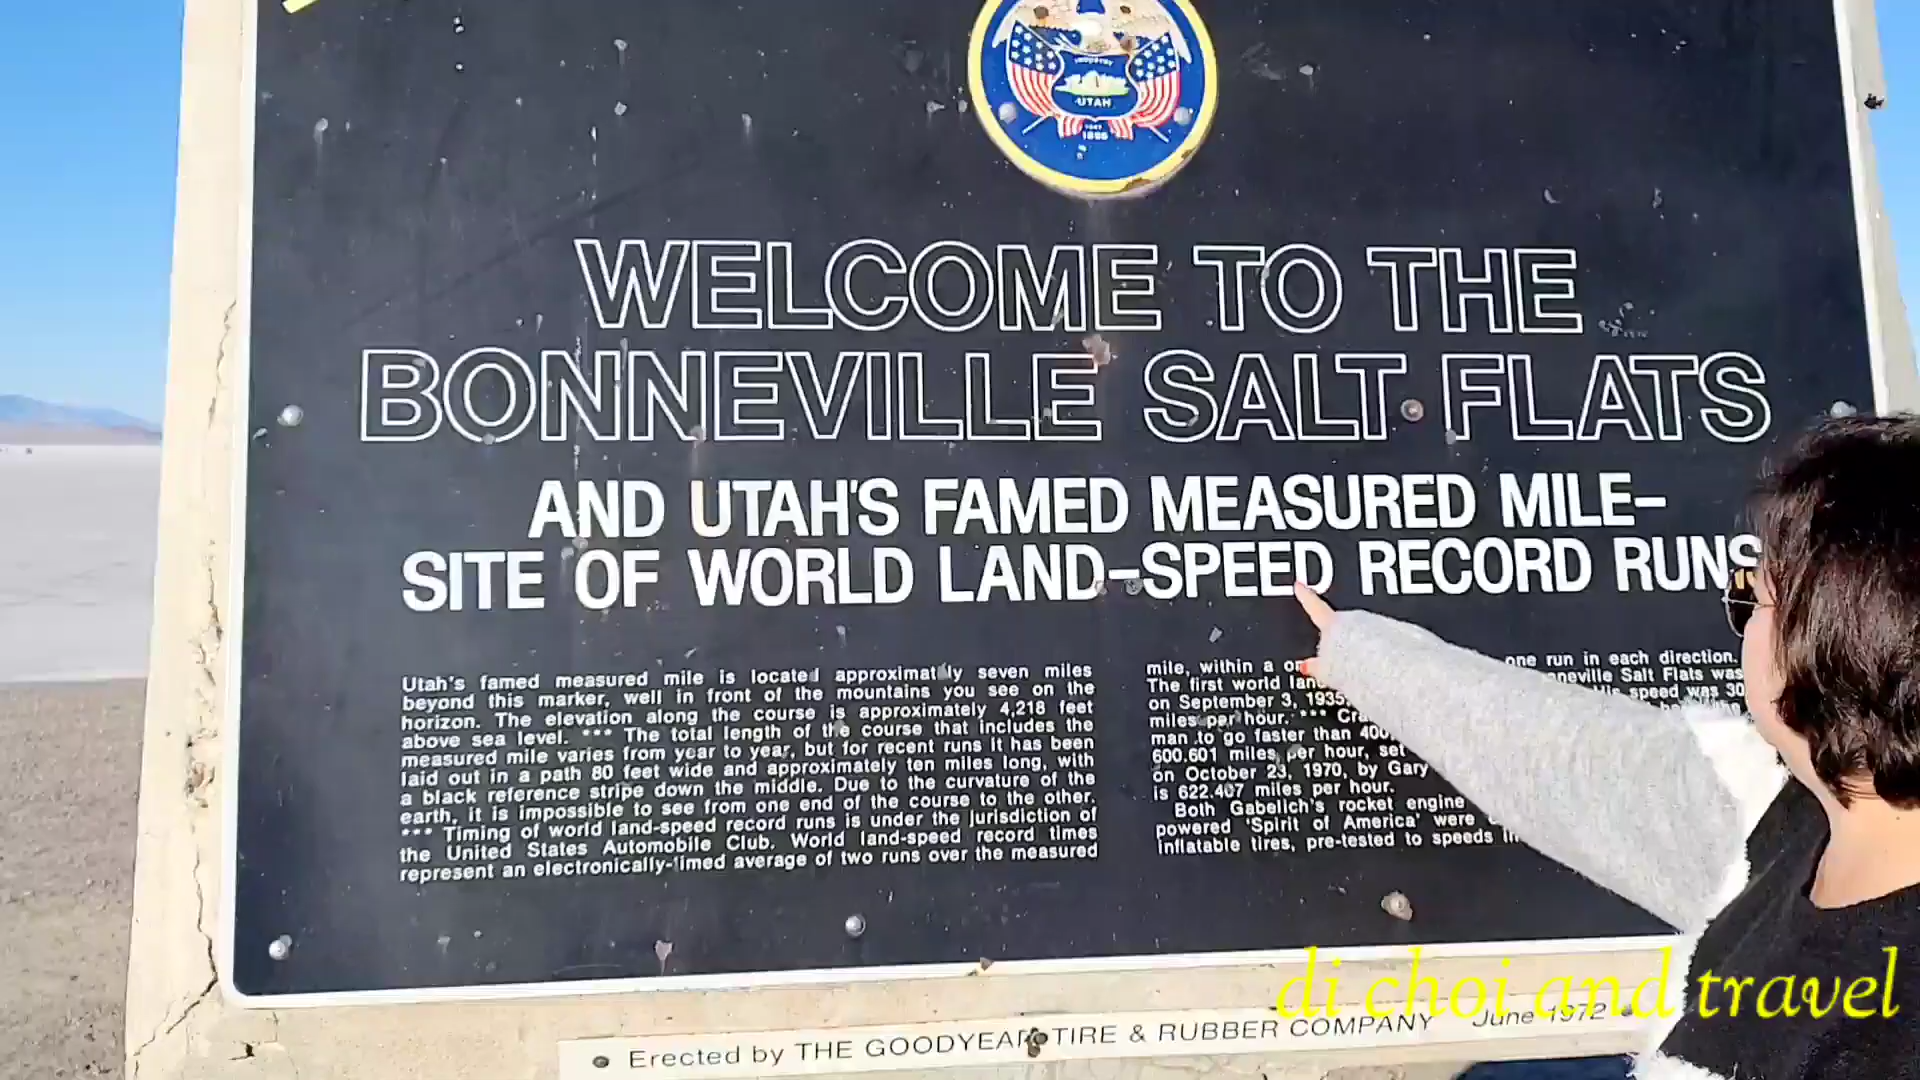 INDUSTRY
UTAH
1896
WELCOME TO THE
BONNEVILLE SALT FLATS
AND UTAH'S FAMED MEASURED MILE-
SITE OF WORLD LAND-SPEED RECORD RUNS
Utah's famed measured mile is located approximately seven miles
beyond this marker, well in front of the mountains you see on the
horizon. The elevation along the course is approximately 4,218 feet
above sea level. *** The total length of the course that includes the
measured mile varies from year to year, but for recent runs it has been
laid out in a path 80 feet wide and approximately ten miles long, with
a black reference stripe down the middle. Due to the curvature of the
earth, it is impossible to see from one end of the course to the other.
*** Timing of world land-speed record runs is under the jurisdiction of
the United States Automobile Club. World land-speed record times
represent an electronically-timed average of two runs over the measured
mile, within a one run in each direction.
The first world Salt Flats was
on September 3, 1935. speed was 30
miles per hour. ***
man to go faster than 400
600.601 miles per hour, set
on October 23, 1970, by Gary
is 622.407 miles per hour.
Both Gabelich's rocket engine
powered 'Spirit of America' were
inflatable tires, pre-tested to speeds
Erected by THE GOODYEAR TIRE & RUBBER COMPANY June 1972
di choi and travel